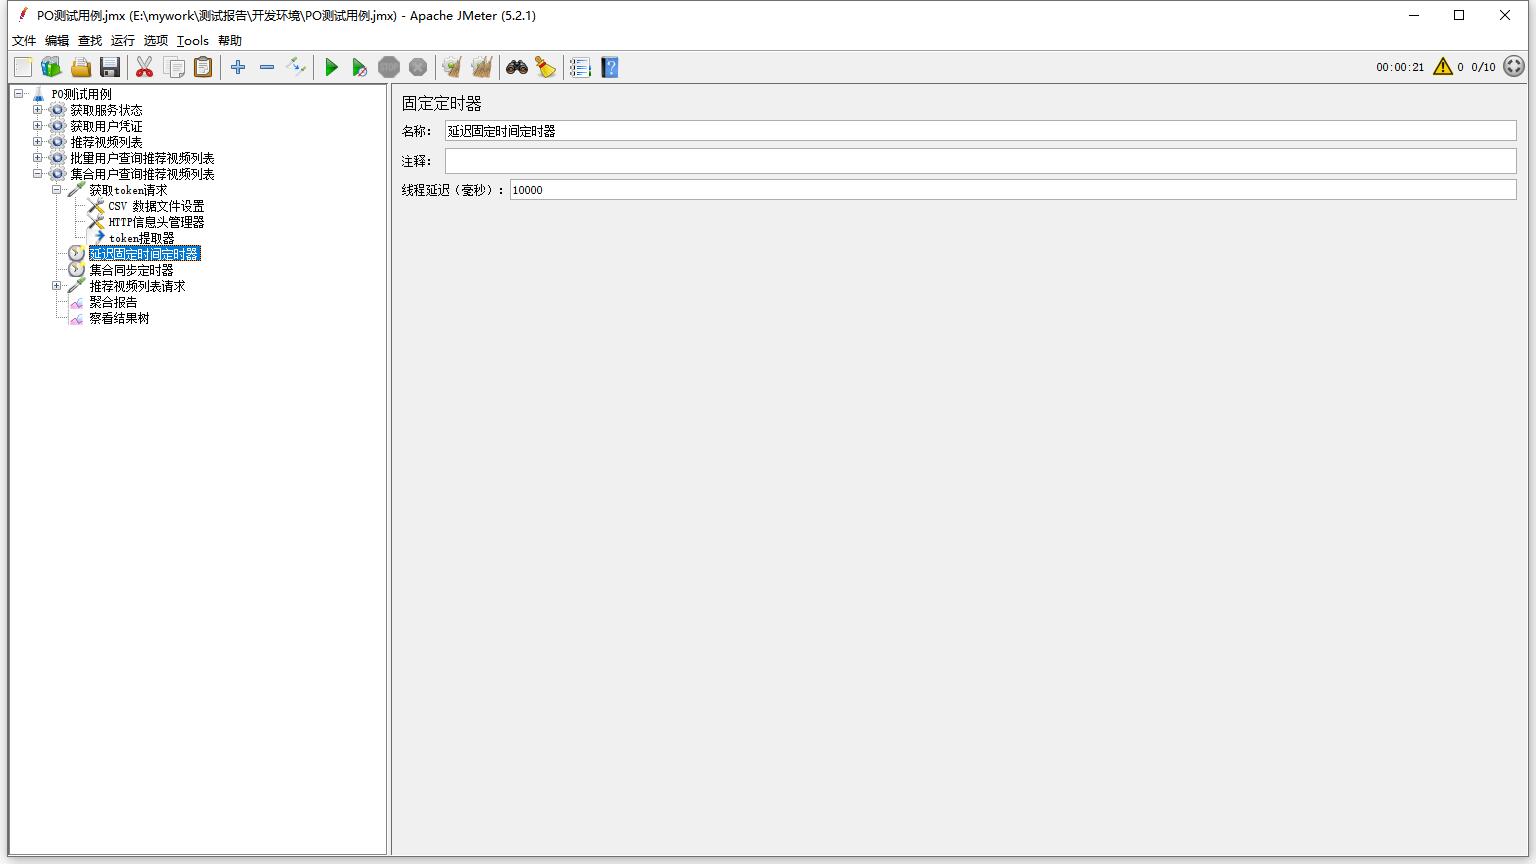 PO测试用例.jmx (E:\mywork\测试报告\开发环境\PO测试用例.jmx) - Apache JMeter (5.2.1)
文件 编辑 查找 运行 选项 Tools 帮助
STOP
00:00:21 0 0/10
PO测试用例
获取服务状态
获取用户凭证
推荐视频列表
批量用户查询推荐视频列表
集合用户查询推荐视频列表
获取token请求
CSV 数据文件设置
HTTP信息头管理器
token提取器
延迟固定时间定时器
集合同步定时器
推荐视频列表请求
聚合报告
察看结果树
固定定时器
名称： 延迟固定时间定时器
注释：
线程延迟（毫秒）： 10000